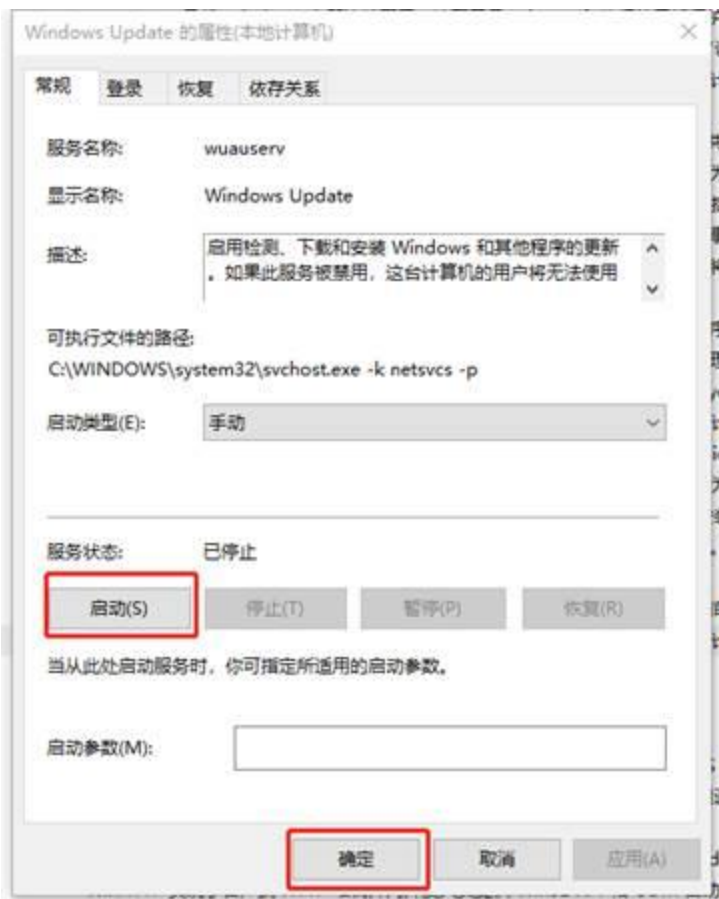 Windows Update 的属性(本地计算机)
常规 登录 恢复 依存关系
服务名称: wuauserv
显示名称: Windows Update
描述: 启用检测、下载和安装 Windows 和其他程序的更新
。如果此服务被禁用，这台计算机的用户将无法使用
可执行文件的路径:
C:\WINDOWS\system32\svchost.exe -k netsvcs -p
启动类型(E): 手动
服务状态: 已停止
启动(S) 停止(T) 暂停(P) 恢复(R)
当从此处启动服务时，你可指定所适用的启动参数。
启动参数(M):
确定 取消 应用(A)